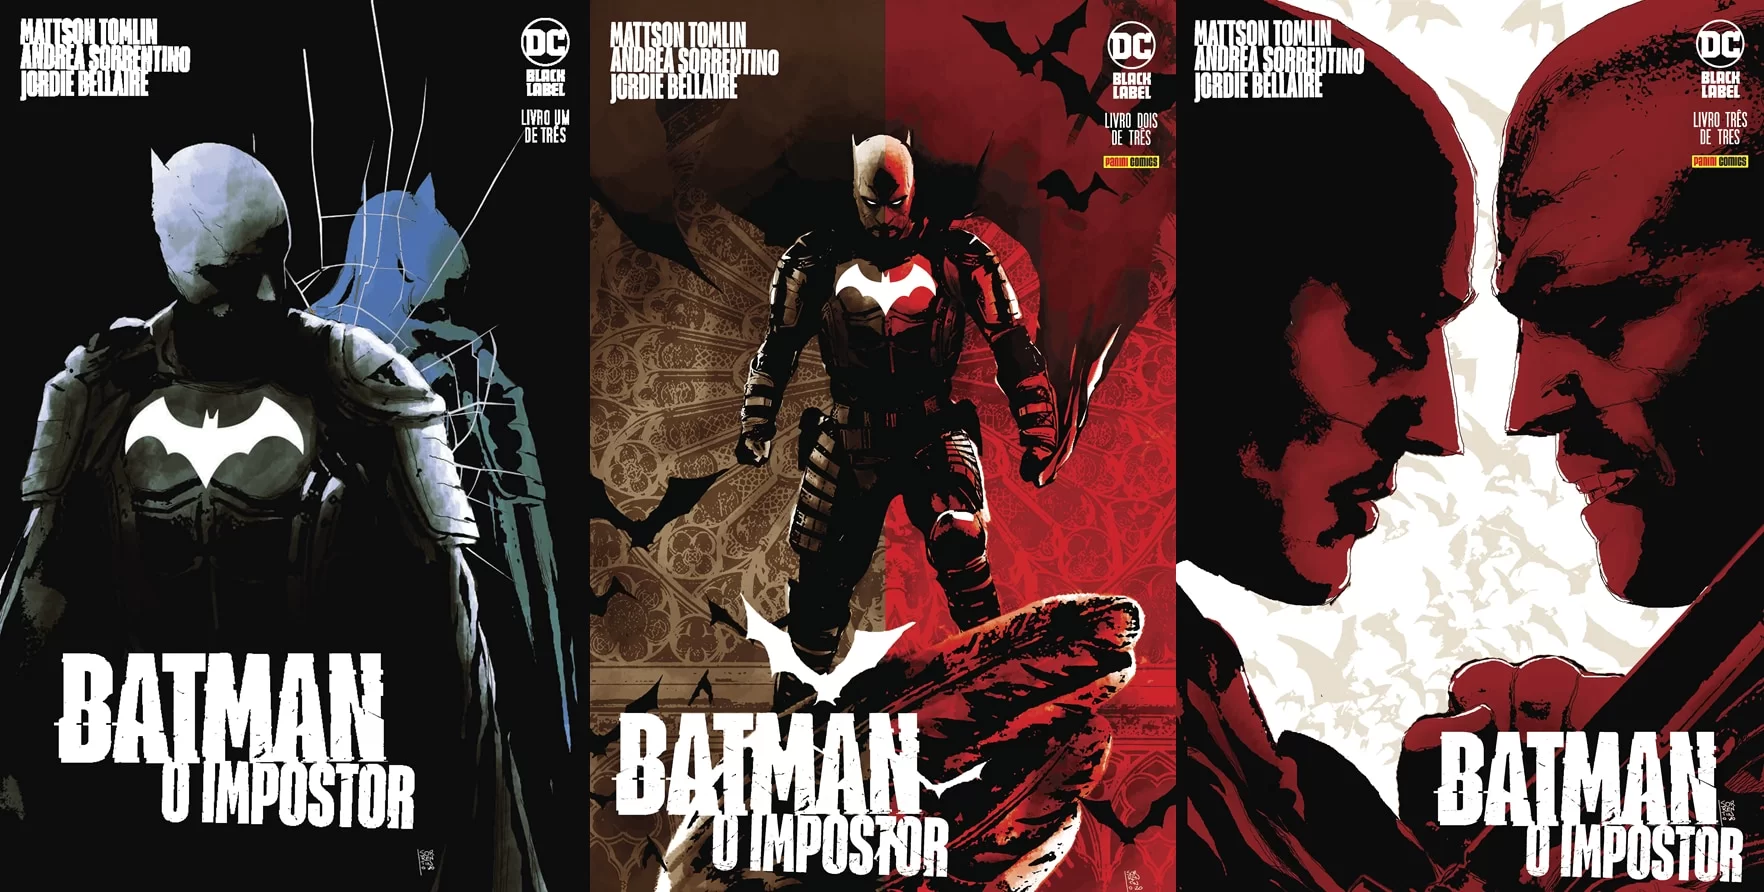 MATTSON TOMLIN
ANDREA SORRENTINO
JORDIE BELLAIRE
DC
BLACK
LABEL
LIVRO UM
DE TRÊS
BATMAN
O IMPOSTOR
MATTSON TOMLIN
ANDREA SORRENTINO
JORDIE BELLAIRE
DC
BLACK
LABEL
LIVRO DOIS
DE TRÊS
PANINI COMICS
BATMAN
O IMPOSTOR
MATTSON TOMLIN
ANDREA SORRENTINO
JORDIE BELLAIRE
DC
BLACK
LABEL
LIVRO TRÊS
DE TRES
PANINI COMICS
BATMAN
O IMPOSTOR